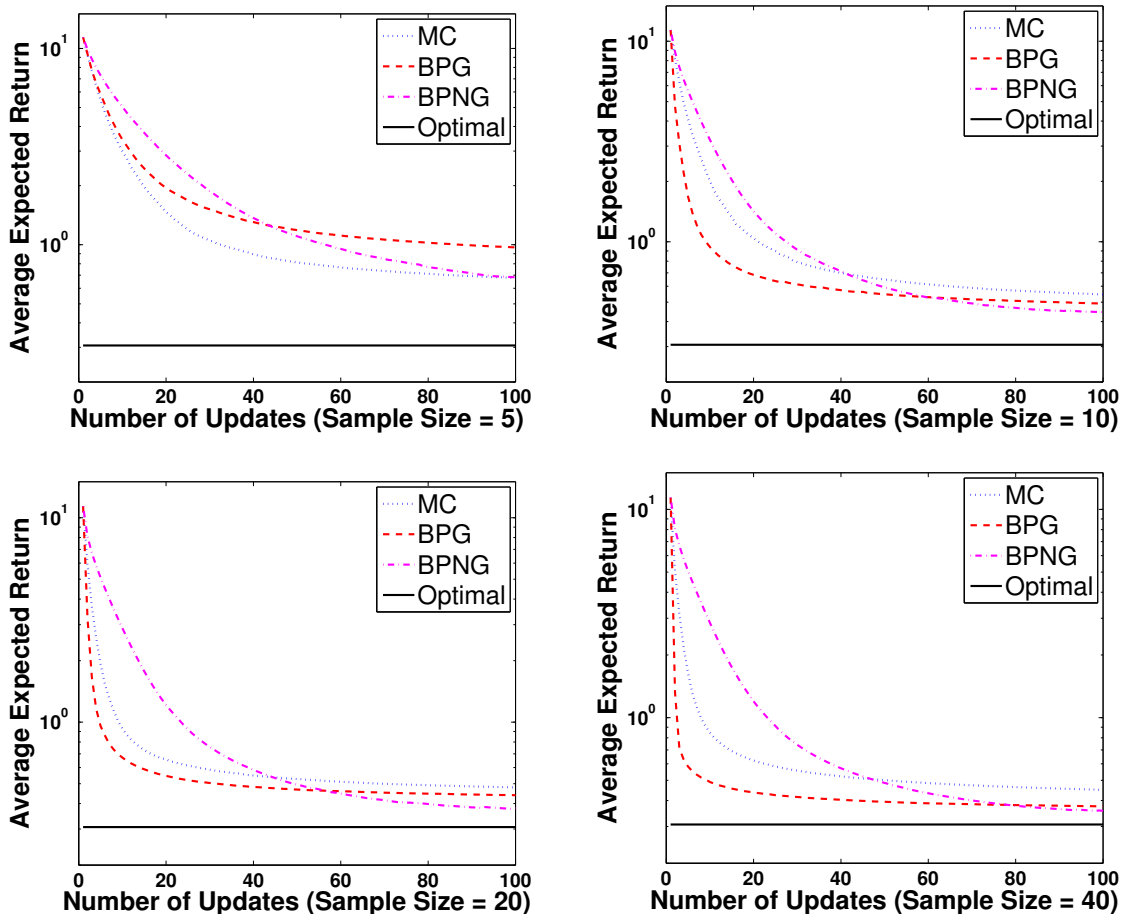 Average Expected Return
10^1
10^0
MC
BPG
BPNG
Optimal
0 20 40 60 80 100
Number of Updates (Sample Size = 5)
Average Expected Return
10^1
10^0
MC
BPG
BPNG
Optimal
0 20 40 60 80 100
Number of Updates (Sample Size = 10)
Average Expected Return
10^1
10^0
MC
BPG
BPNG
Optimal
0 20 40 60 80 100
Number of Updates (Sample Size = 20)
Average Expected Return
10^1
10^0
MC
BPG
BPNG
Optimal
0 20 40 60 80 100
Number of Updates (Sample Size = 40)